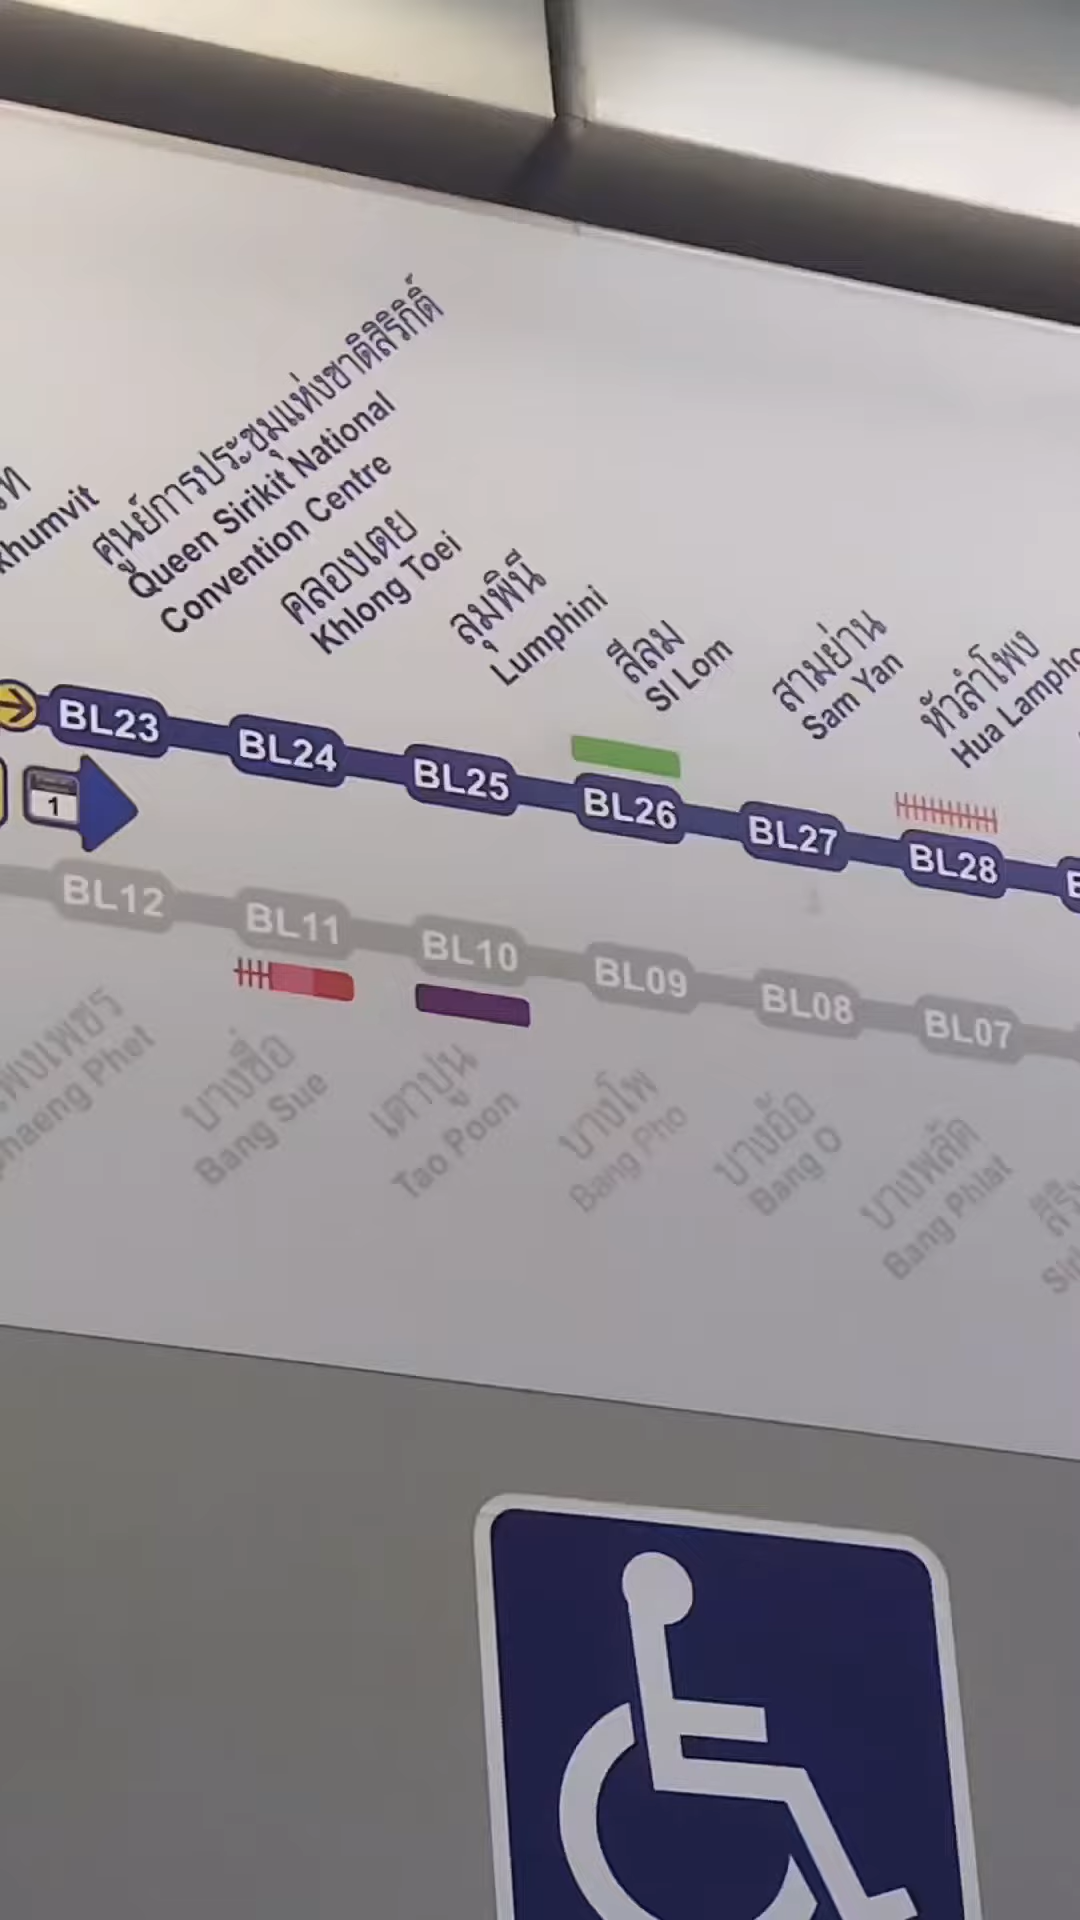 khumvit
ศูนย์การประชุมแห่งชาติสิริกิติ์
Queen Sirikit National
Convention Centre
คลองเตย
Khlong Toei
ลุมพินี
Lumphini
สีลม
SI Lom
สามย่าน
Sam Yan
หัวลำโพง
Hua Lampho
BL23 BL24 BL25 BL26 BL27 BL28
1
BL12 BL11 BL10 BL09 BL08 BL07
phaeng Phet
บางซื่อ
Bang Sue
เตาปูน
Tao Poon
บางโพ
Bang Pho
บางอ้อ
Bang O
บางพลัด
Bang Phlat